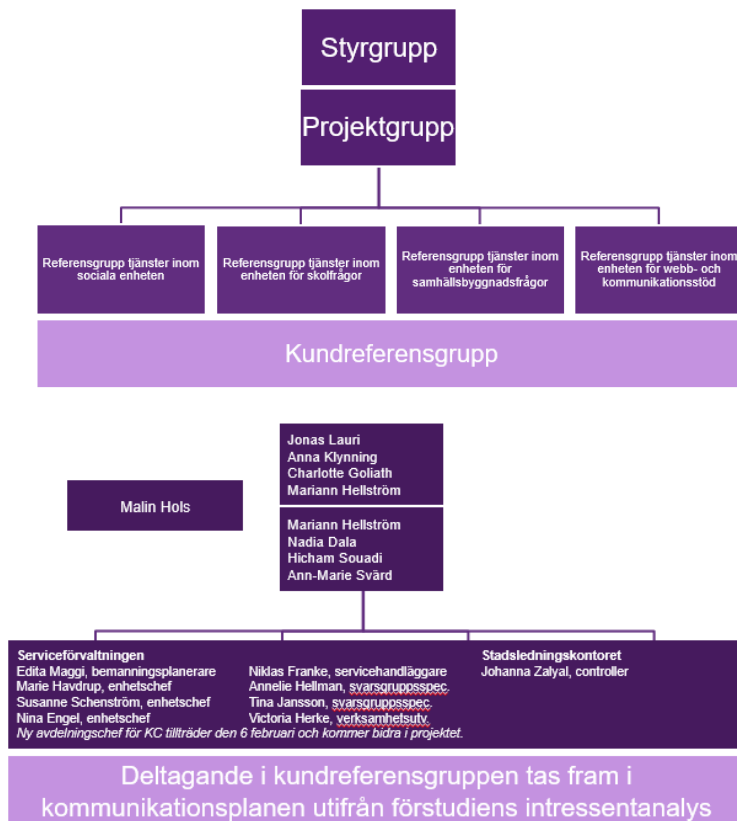 Styrgrupp
Projektgrupp
Referensgrupp tjänster inom
sociala enheten
Referensgrupp tjänster inom
enheten för skolfrågor
Referensgrupp tjänster inom
enheten för
samhällsbyggnadsfrågor
Referensgrupp tjänster inom
enheten för webb- och
kommunikationsstöd
Kundreferensgrupp
Jonas Lauri
Anna Klynning
Charlotte Goliath
Mariann Hellström
Malin Hols
Mariann Hellström
Nadia Dala
Hicham Souadi
Ann-Marie Svärd
Serviceförvaltningen
Edita Maggi, bemanningsplanerare
Marie Havdrup, enhetschef
Susanne Schenström, enhetschef
Nina Engel, enhetschef
Niklas Franke, servicehandläggare
Annelie Hellman, svarsgruppsspec.
Tina Jansson, svarsgruppsspec.
Victoria Herke, verksamhetsutv.
Stadsledningskontoret
Johanna Zalyal, controller
Ny avdelningschef för KC tillträder den 6 februari och kommer bidra i projektet.
Deltagande i kundreferensgruppen tas fram i
kommunikationsplanen utifrån förstudiens intressentanalys